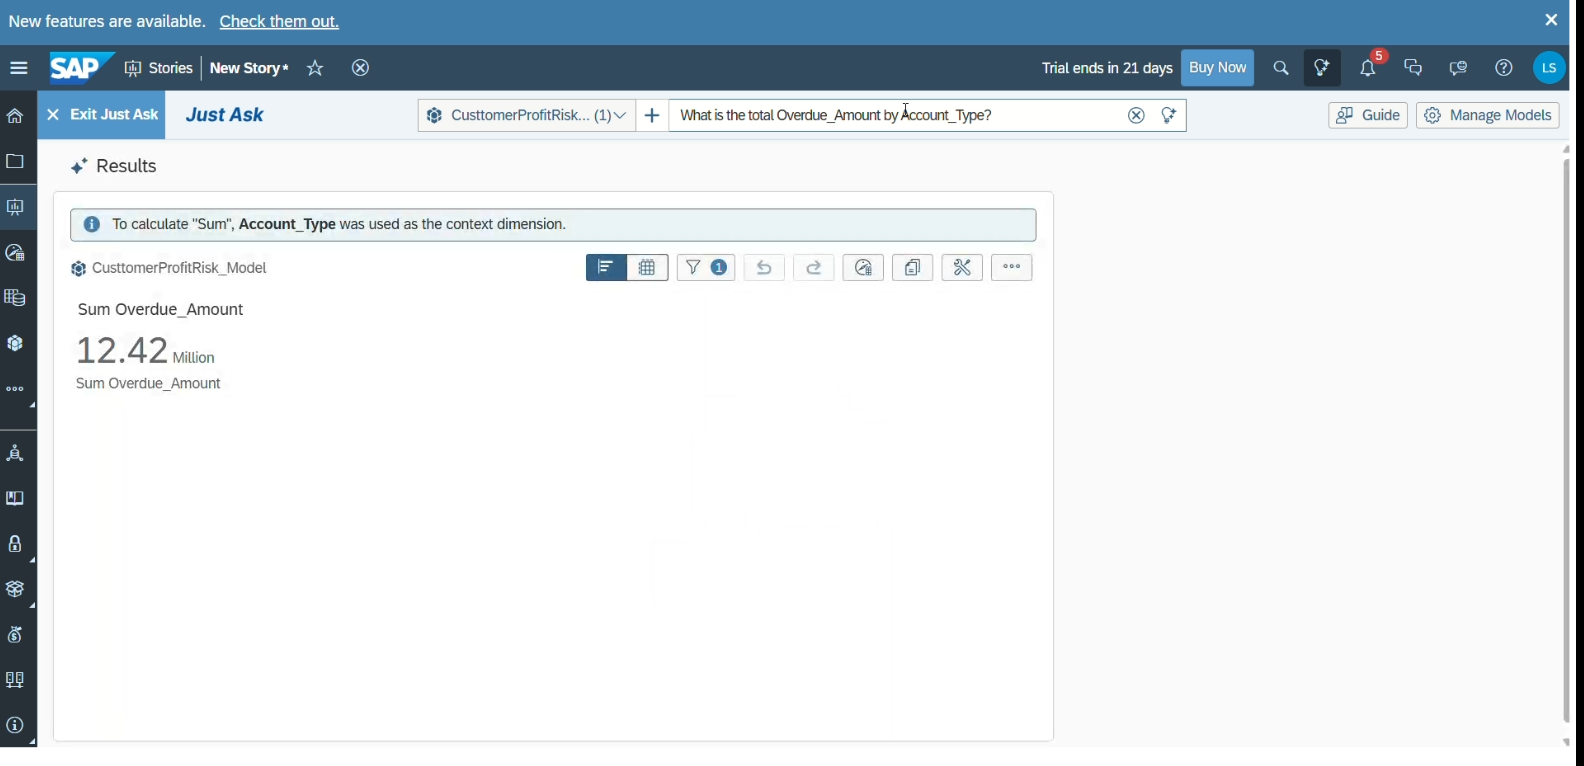 New features are available. Check them out.
SAP Stories New Story* Trial ends in 21 days Buy Now 5 LS
Exit Just Ask Just Ask CusttomerProfitRisk... (1) What is the total Overdue_Amount by Account_Type? Guide Manage Models
Results
To calculate "Sum", Account_Type was used as the context dimension.
CusttomerProfitRisk_Model 1
Sum Overdue_Amount
12.42 Million
Sum Overdue_Amount